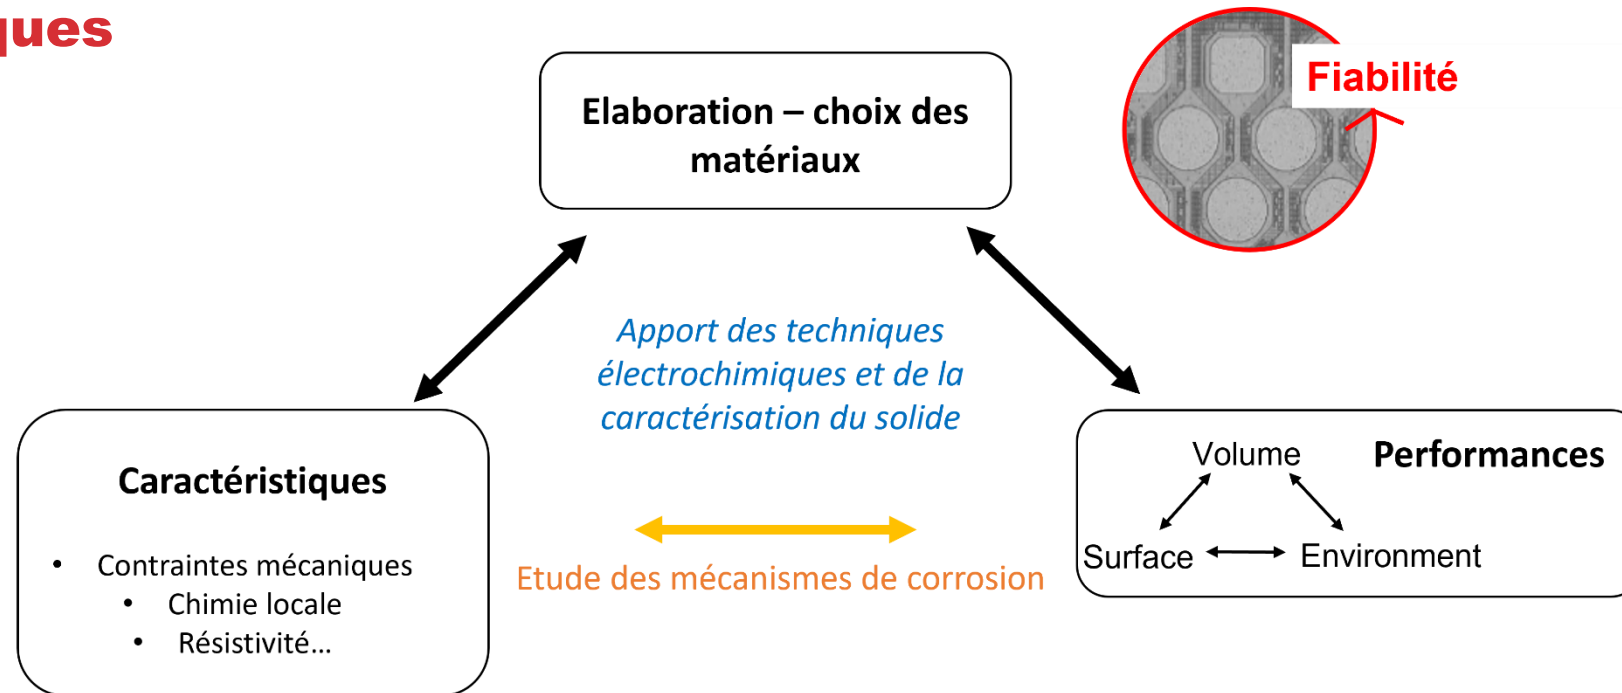 ques
Elaboration – choix des
matériaux
Fiabilité
Apport des techniques
électrochimiques et de la
caractérisation du solide
Caractéristiques
• Contraintes mécaniques
• Chimie locale
• Résistivité...
Etude des mécanismes de corrosion
Performances
Volume
Surface
Environment